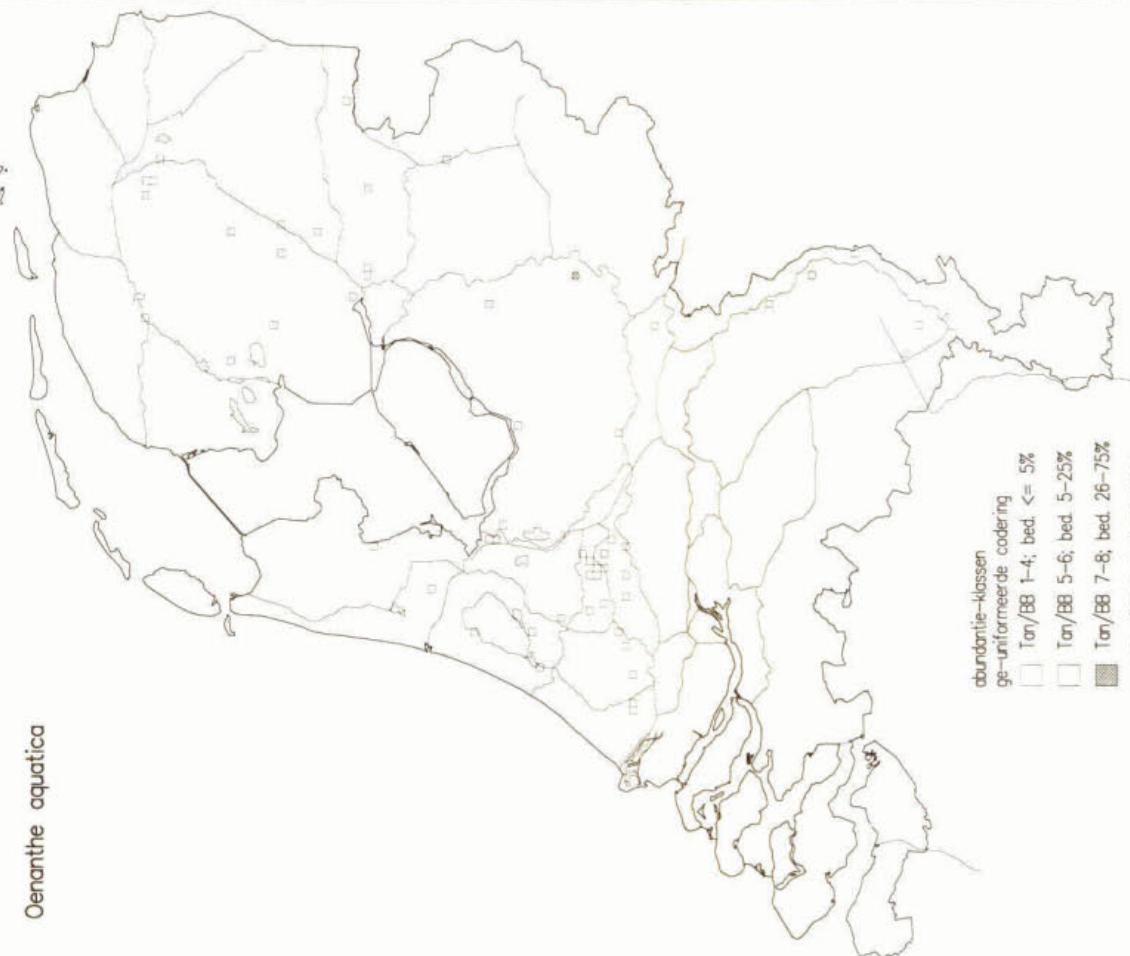 Oenanthe aquatica
abundantie-klassen
ge-uniformeerde codering
Tan/BB 1-4; bed. <= 5%
Tan/BB 5-6; bed. 5-25%
Tan/BB 7-8; bed. 26-75%